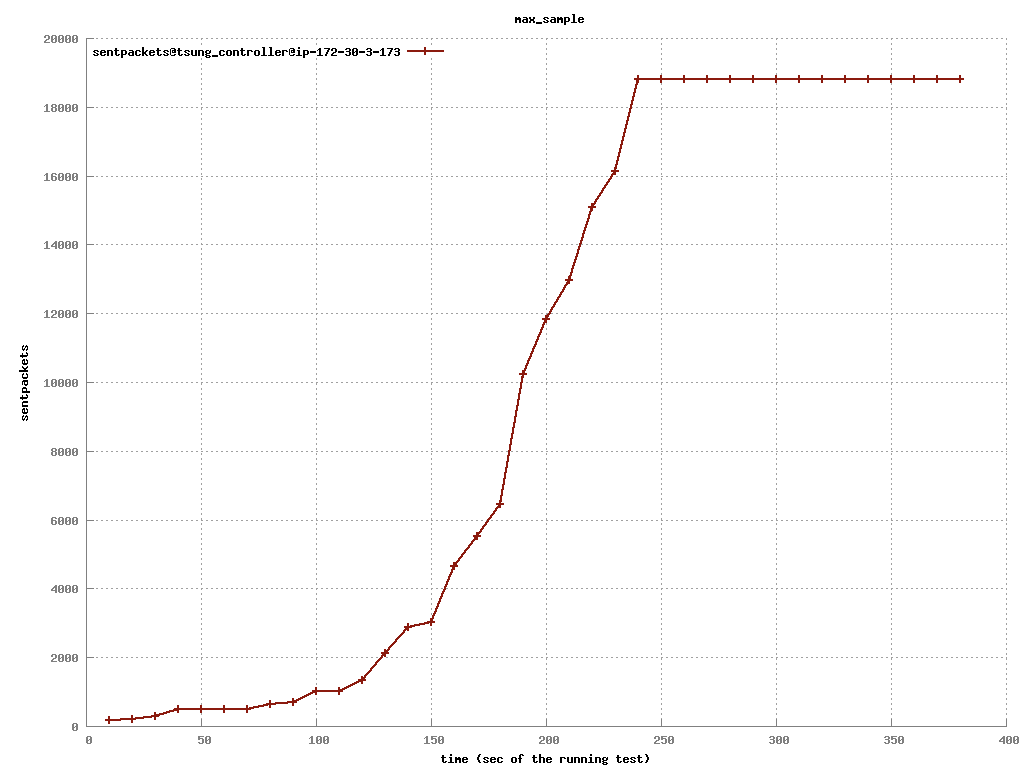 max_sample
20000
sentpackets@tsung_controller@ip-172-30-3-173
18000
16000
14000
12000
10000
8000
6000
4000
2000
0
sentpackets
0 50 100 150 200 250 300 350 400
time (sec of the running test)